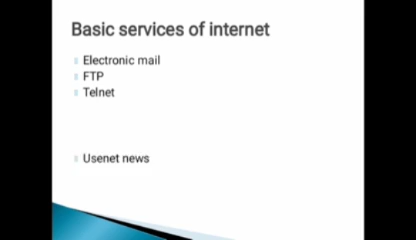 Basic services of internet
Electronic mail
FTP
Telnet
Usenet news